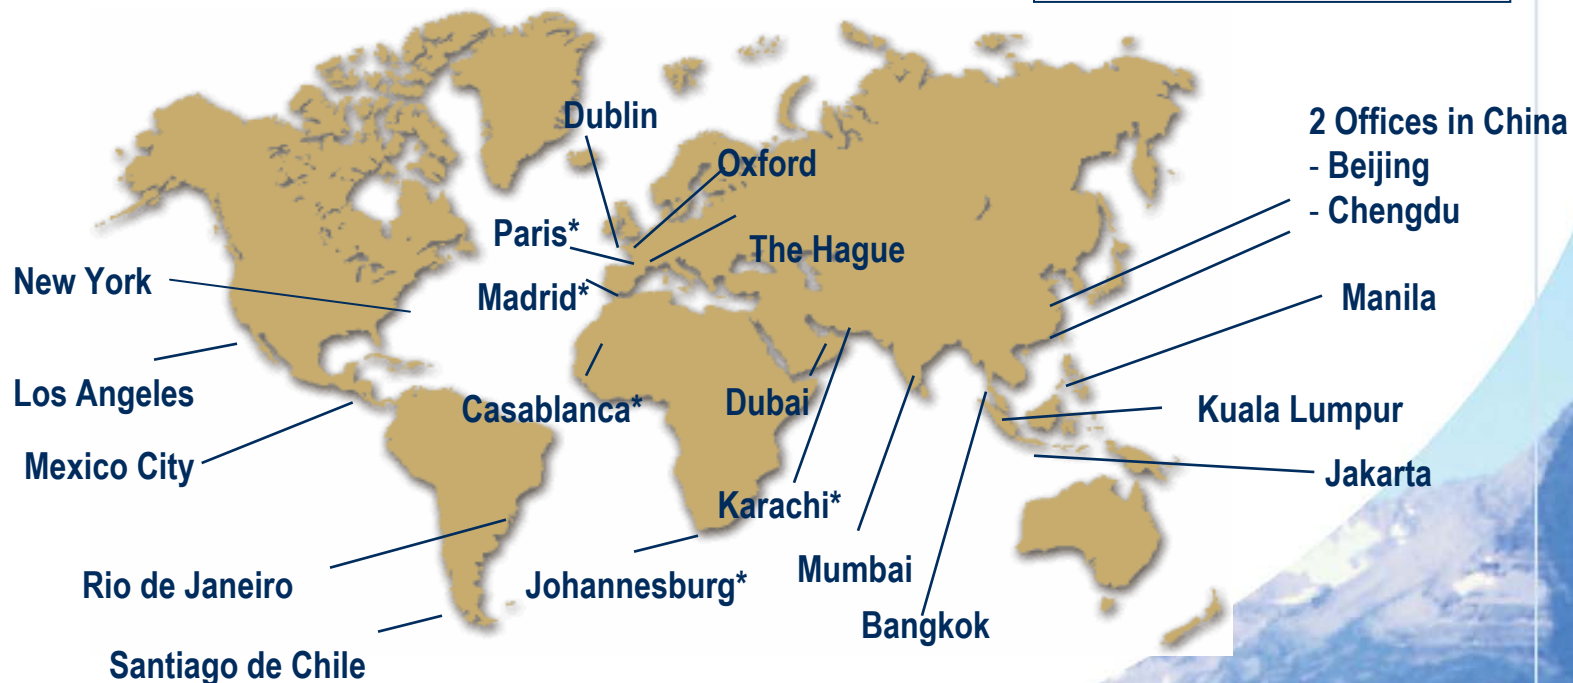 Dublin
2 Offices in China
- Beijing
- Chengdu
Oxford
Paris*
The Hague
New York
Madrid*
Manila
Los Angeles
Casablanca*
Dubai
Kuala Lumpur
Mexico City
Jakarta
Karachi*
Mumbai
Rio de Janeiro
Johannesburg*
Bangkok
Santiago de Chile